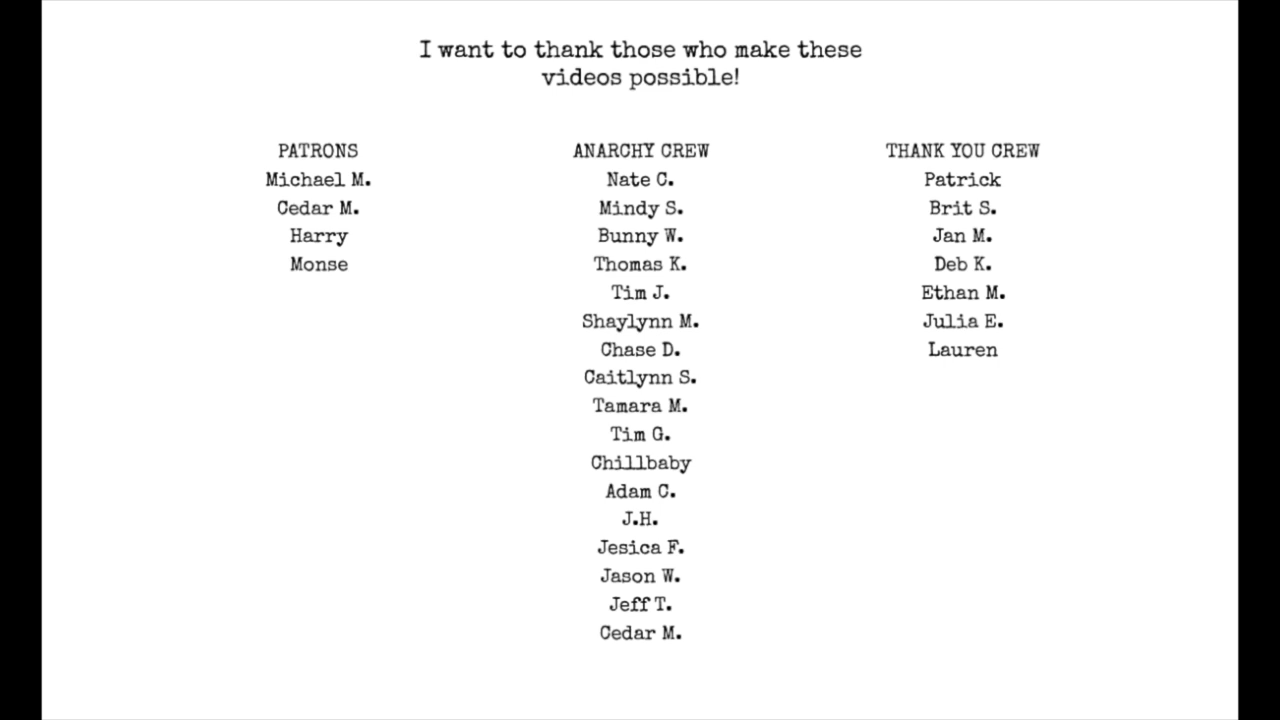 I want to thank those who make these
videos possible!
PATRONS
Michael M.
Cedar M.
Harry
Monse
ANARCHY CREW
Nate C.
Mindy S.
Bunny W.
Thomas K.
Tim J.
Shaylynn M.
Chase D.
Caitlynn S.
Tamara M.
Tim G.
Chillbaby
Adam C.
J.H.
Jesica F.
Jason W.
Jeff T.
Cedar M.
THANK YOU CREW
Patrick
Brit S.
Jan M.
Deb K.
Ethan M.
Julia E.
Lauren